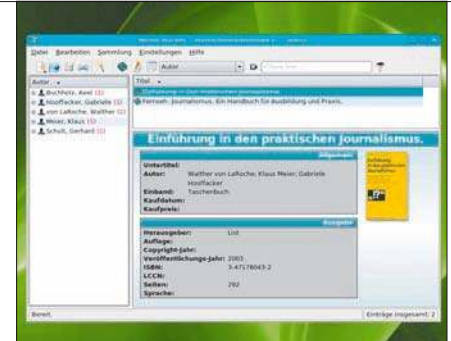 Datei Bearbeiten Sammlung Einstellungen Hilfe
Autor
Autor
Buchholz, Axel (1)
Hooffacker, Gabriele (1)
von LaRoche, Walther (1)
Meier, Klaus (1)
Schult, Gerhard (1)
Titel
Einführung in den praktischen Journalismus.
Fernseh-Journalismus. Ein Handbuch für Ausbildung und Praxis.
Einführung in den praktischen Journalismus.
Allgemein
Untertitel:
Autor: Walther von LaRoche; Klaus Meier; Gabriele
Hooffacker
Einband: Taschenbuch
Kaufdatum:
Kaufpreis:
Ausgabe
Herausgeber: List
Auflage:
Copyright-Jahr:
Veröffentlichungs-Jahr: 2003
ISBN: 3-47178043-2
LCCN:
Seiten: 292
Sprache:
Bereit.
Einträge insgesamt: 2